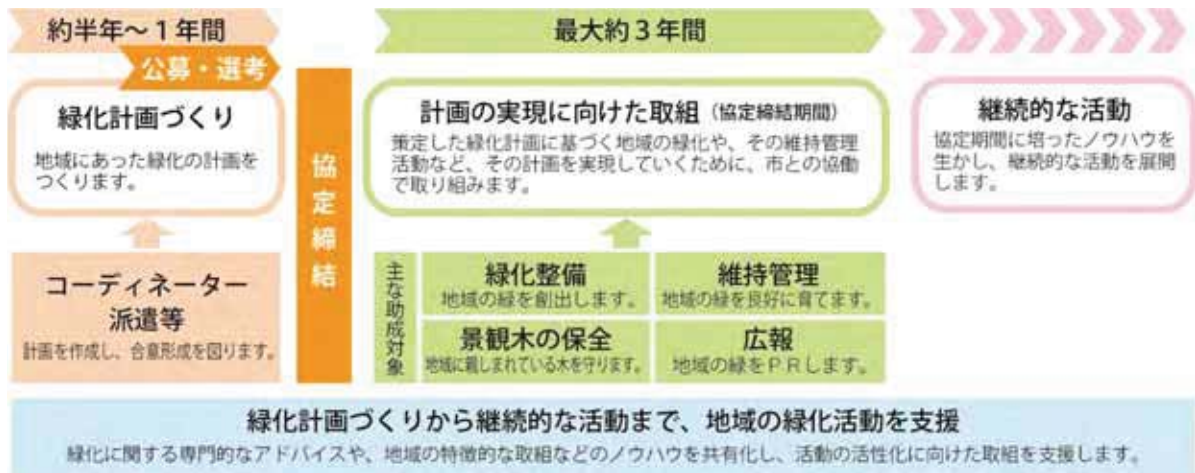 約半年〜1年間
公募・選考
緑化計画づくり
地域にあった緑化の計画を
つくります。
コーディネーター
派遣等
計画を作成し、合意形成を図ります。
協定締結
最大約3年間
計画の実現に向けた取組（協定締結期間）
策定した緑化計画に基づく地域の緑化や、その維持管理
活動など、その計画を実現していくために、市との協働
で取り組みます。
主な助成対象
緑化整備
地域の緑を創出します。
維持管理
地域の緑を良好に育てます。
景観木の保全
地域に親しまれている木を守ります。
広報
地域の緑をPRします。
継続的な活動
協定期間に培ったノウハウを
生かし、継続的な活動を展開
します。
緑化計画づくりから継続的な活動まで、地域の緑化活動を支援
緑化に関する専門的なアドバイスや、地域の特徴的な取組などのノウハウを共有化し、活動の活性化に向けた取組を支援します。